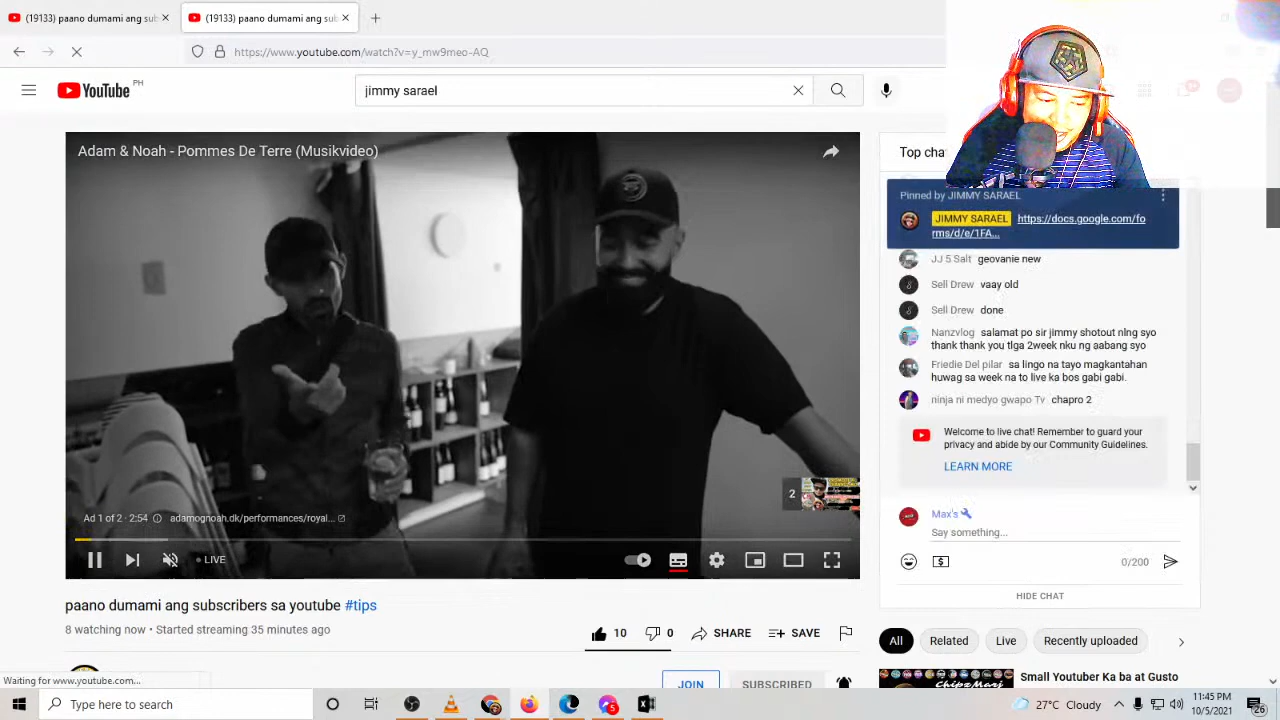 (19133) paano dumami ang sub
(19133) paano dumami ang sub
https://www.youtube.com/watch?v=y_mw9meo-AQ
YouTube PH
jimmy sarael
9+
Adam & Noah - Pommes De Terre (Musikvideo)
Top cha
Pinned by JIMMY SARAEL
JIMMY SARAEL https://docs.google.com/fo
rms/d/e/1FA...
JJ 5 Salt geovanie new
Sell Drew vaay old
Sell Drew done
Nanzvlog salamat po sir jimmy shotout nlng syo
thank thank you tlga 2week nku ng aabang syo
Friedie Del pilar sa lingo na tayo magkantahan
huwag sa week na to live ka bos gabi gabi.
ninja ni medyo gwapo Tv chapro 2
Welcome to live chat! Remember to guard your
privacy and abide by our Community Guidelines.
LEARN MORE
2
Ad 1 of 2 · 2:54 adamognoah.dk/performances/royal...
LIVE
Max's
Say something...
0/200
HIDE CHAT
paano dumami ang subscribers sa youtube #tips
8 watching now • Started streaming 35 minutes ago
10 0 SHARE SAVE
All Related Live Recently uploaded
Small Youtuber Ka ba at Gusto
ChipzMarj
JOIN SUBSCRIBED
Waiting for www.youtube.com...
Type here to search
27°C Cloudy
11:45 PM
10/5/2021
26